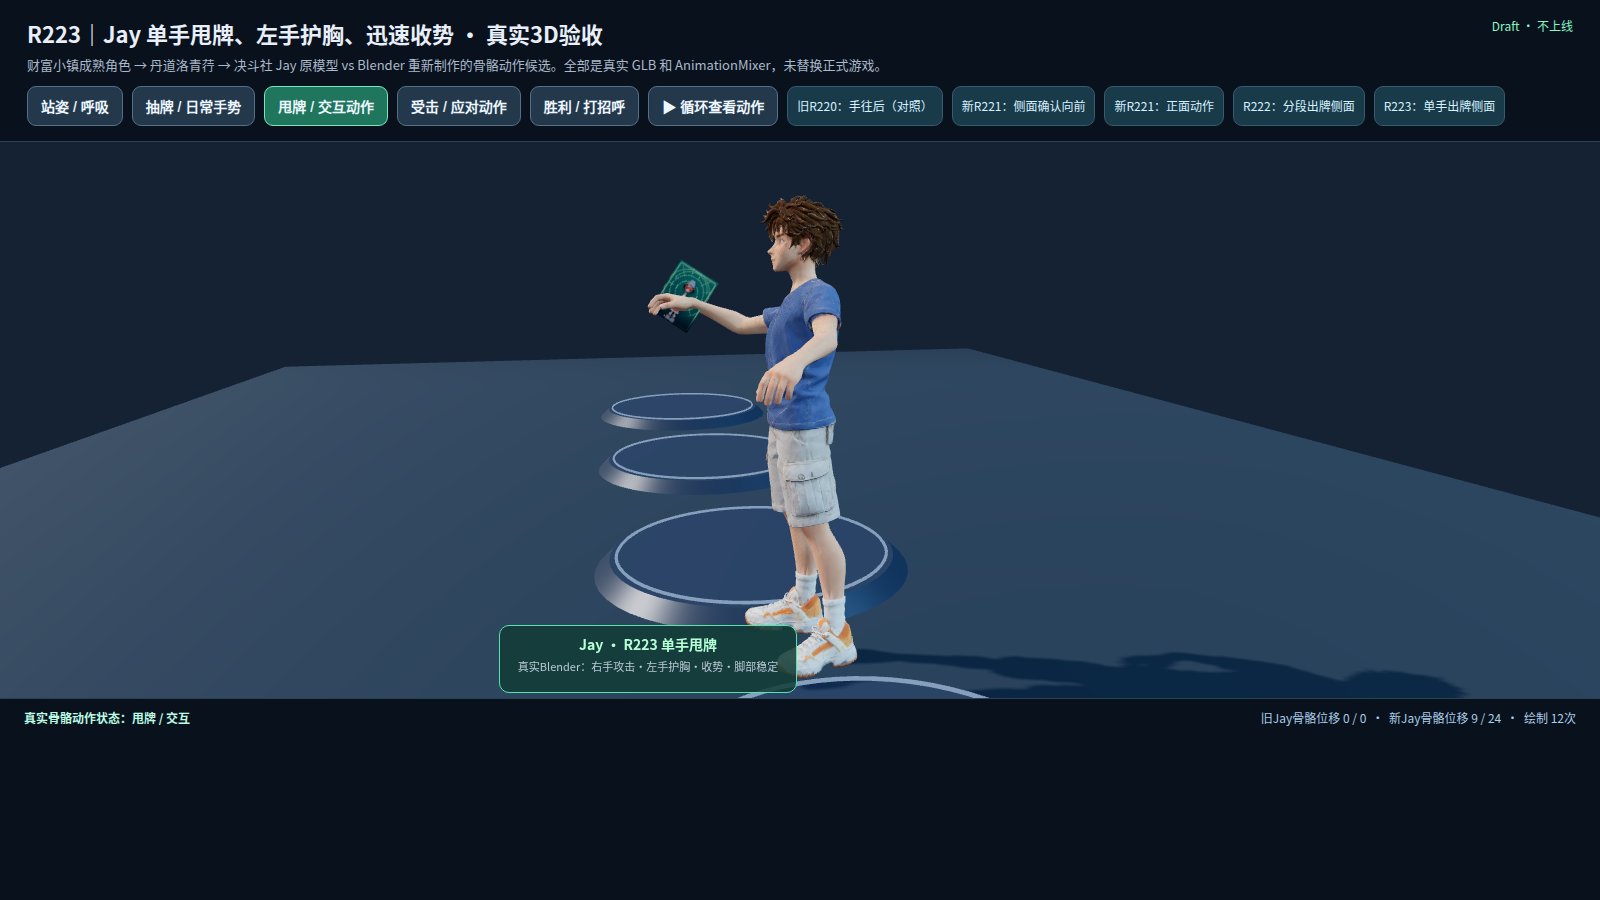 R223｜Jay 单手甩牌、左手护胸、迅速收势 · 真实3D验收
Draft · 不上线
财富小镇成熟角色 → 丹道洛青荇 → 决斗社 Jay 原模型 vs Blender 重新制作的骨骼动作候选。全部是真实 GLB 和 AnimationMixer，未替换正式游戏。
站姿 / 呼吸
抽牌 / 日常手势
甩牌 / 交互动作
受击 / 应对动作
胜利 / 打招呼
▶ 循环查看动作
旧R220：手往后（对照）
新R221：侧面确认向前
新R221：正面动作
R222：分段出牌侧面
R223：单手出牌侧面
Jay · R223 单手甩牌
真实Blender：右手攻击·左手护胸·收势·脚部稳定
真实骨骼动作状态：甩牌 / 交互
旧Jay骨骼位移 0 / 0 · 新Jay骨骼位移 9 / 24 · 绘制 12次